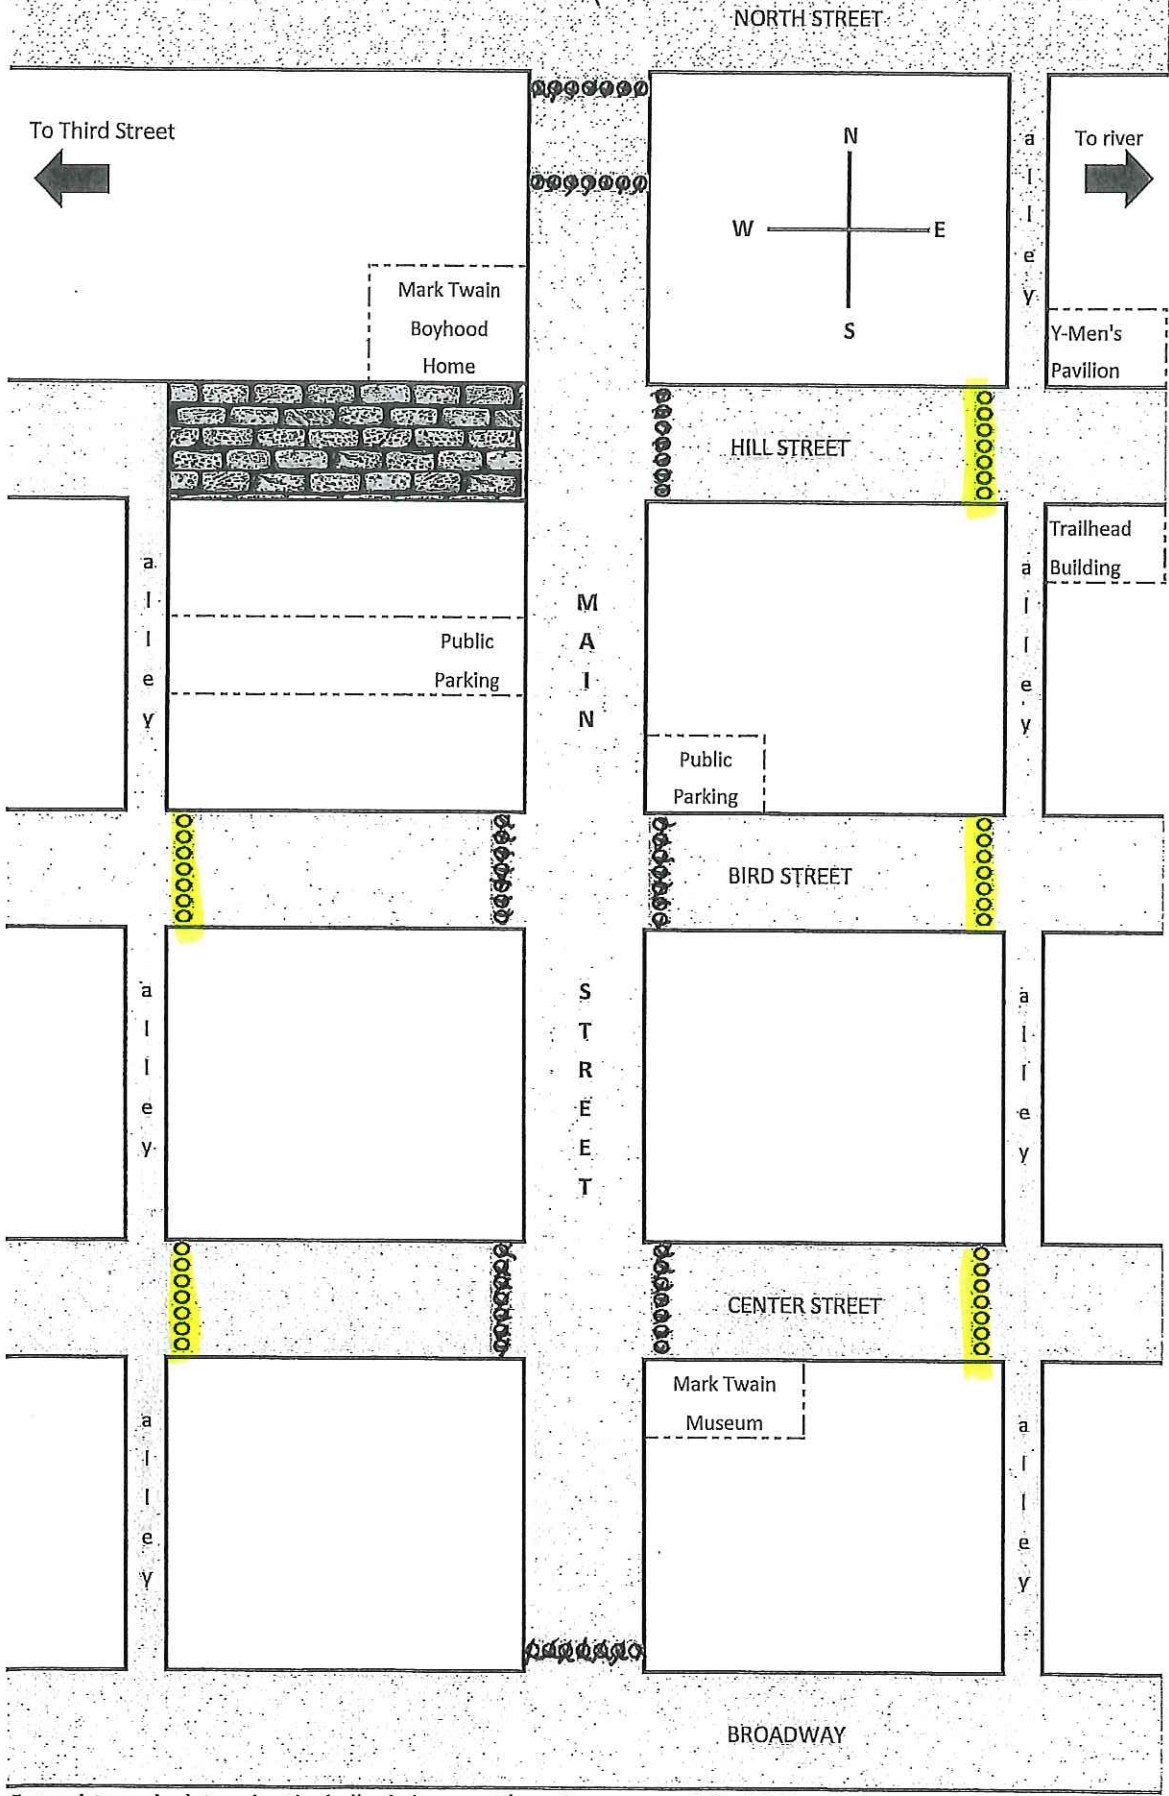 NORTH STREET
To Third Street
To river
N
W
E
S
a
l
l
e
y
Mark Twain
Boyhood
Home
Y-Men's
Pavilion
HILL STREET
Trailhead
Building
a
l
l
e
y
M
A
I
N
a
l
l
e
y
Public
Parking
Public
Parking
BIRD STREET
a
l
l
e
y
S
T
R
E
E
T
a
l
l
e
y
CENTER STREET
Mark Twain
Museum
a
l
l
e
y
a
l
l
e
y
BROADWAY